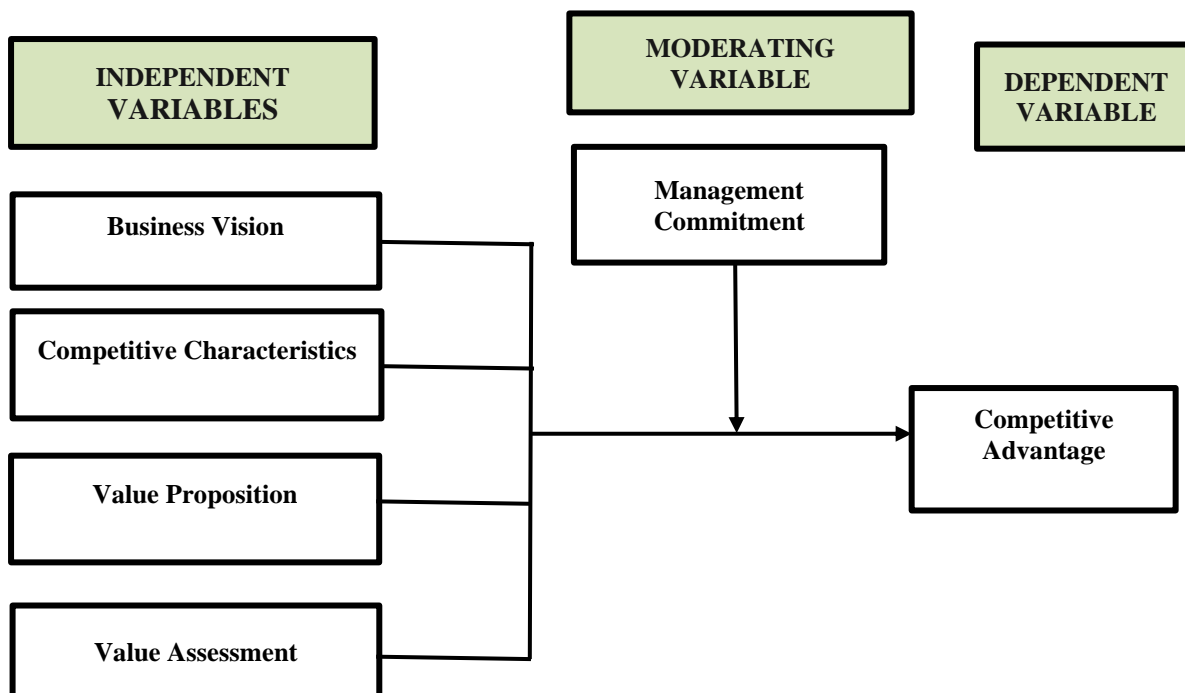 INDEPENDENT
VARIABLES
MODERATING
VARIABLE
DEPENDENT
VARIABLE
Management
Commitment
Business Vision
Competitive Characteristics
Value Proposition
Value Assessment
Competitive
Advantage